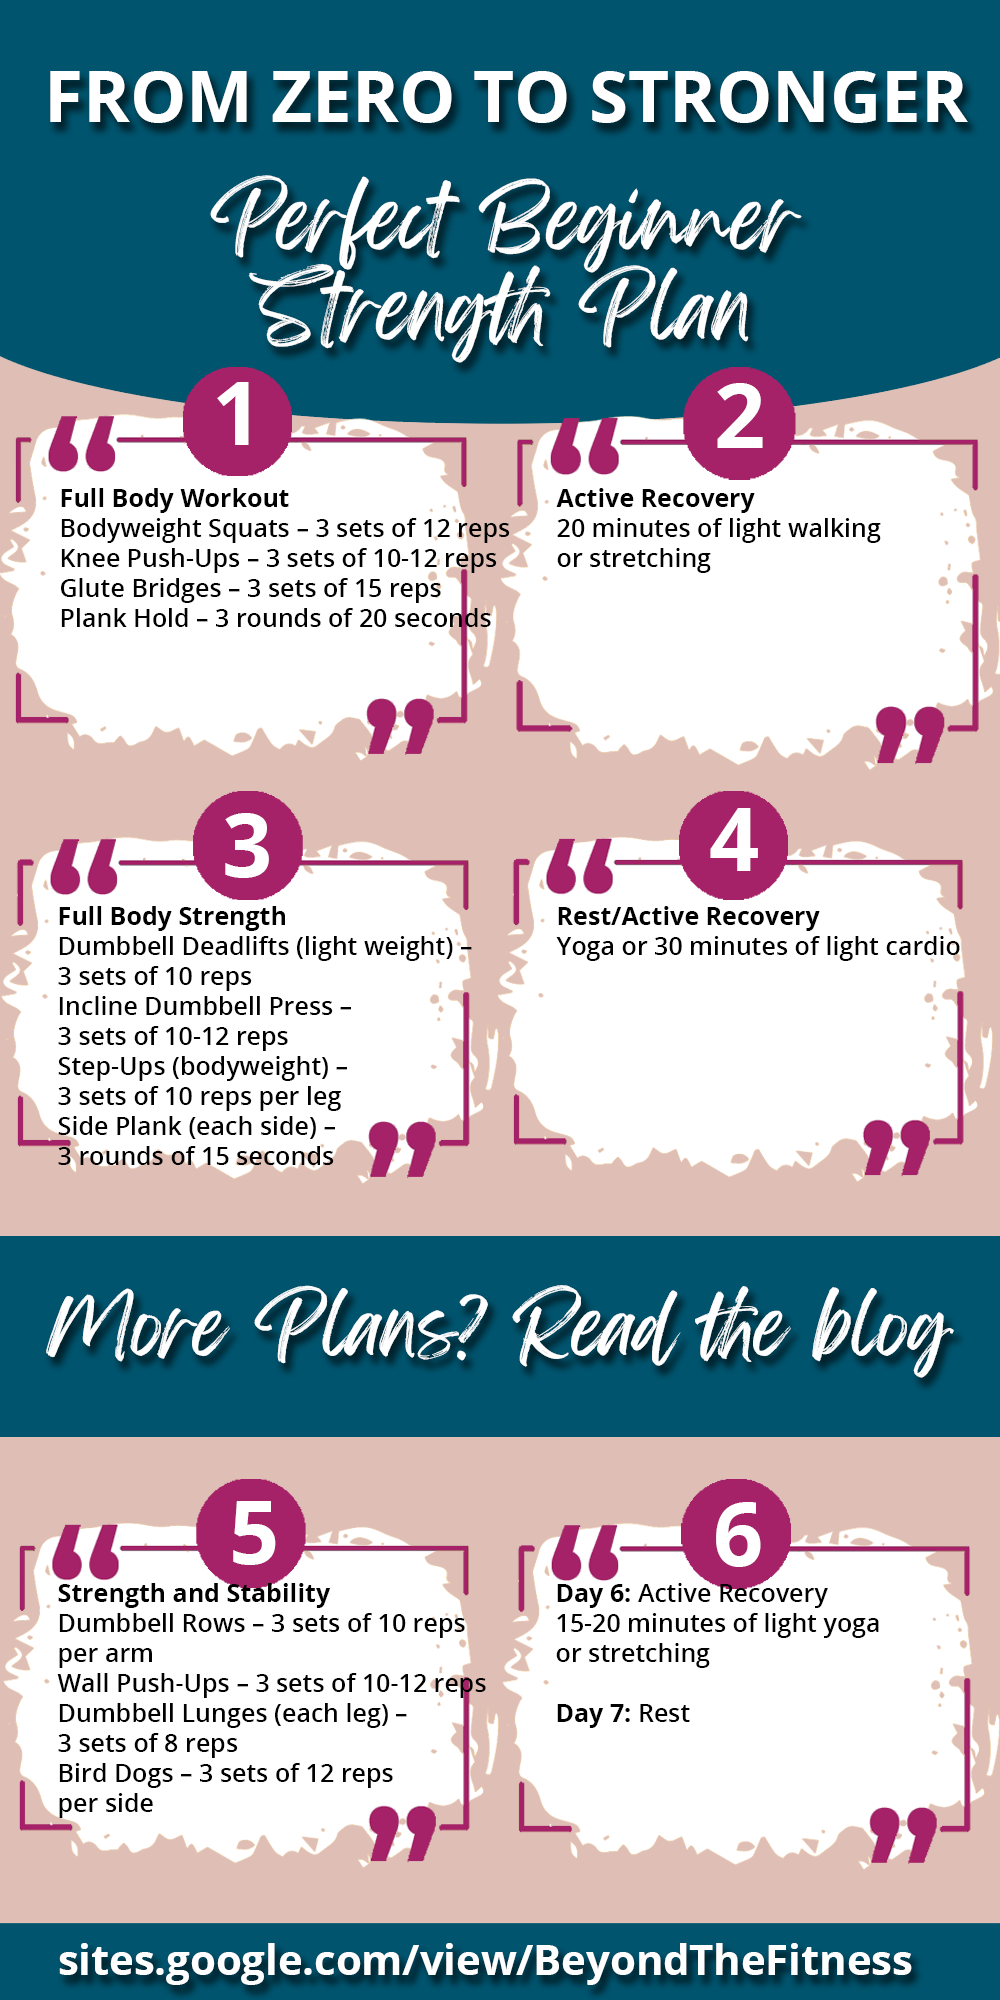 FROM ZERO TO STRONGER
Perfect Beginner
Strength Plan
1
Full Body Workout
Bodyweight Squats – 3 sets of 12 reps
Knee Push-Ups – 3 sets of 10-12 reps
Glute Bridges – 3 sets of 15 reps
Plank Hold – 3 rounds of 20 seconds
2
Active Recovery
20 minutes of light walking
or stretching
3
Full Body Strength
Dumbbell Deadlifts (light weight) –
3 sets of 10 reps
Incline Dumbbell Press –
3 sets of 10-12 reps
Step-Ups (bodyweight) –
3 sets of 10 reps per leg
Side Plank (each side) –
3 rounds of 15 seconds
4
Rest/Active Recovery
Yoga or 30 minutes of light cardio
More Plans? Read the blog
5
Strength and Stability
Dumbbell Rows – 3 sets of 10 reps
per arm
Wall Push-Ups – 3 sets of 10-12 reps
Dumbbell Lunges (each leg) –
3 sets of 8 reps
Bird Dogs – 3 sets of 12 reps
per side
6
Day 6: Active Recovery
15-20 minutes of light yoga
or stretching
Day 7: Rest
sites.google.com/view/BeyondTheFitness